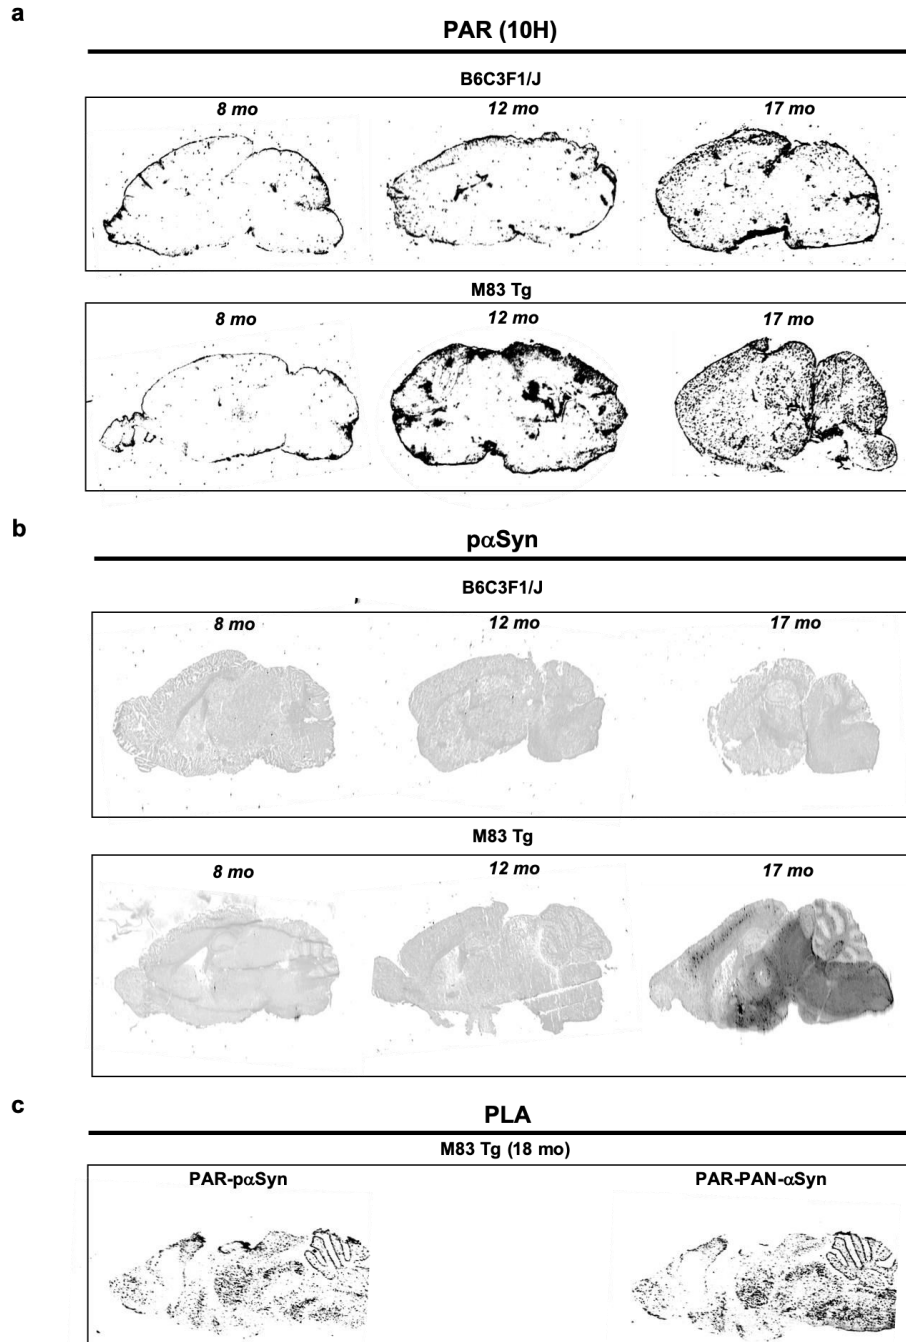 a
PAR (10H)
B6C3F1/J
8 mo 12 mo 17 mo
M83 Tg
8 mo 12 mo 17 mo
b
pαSyn
B6C3F1/J
8 mo 12 mo 17 mo
M83 Tg
8 mo 12 mo 17 mo
c
PLA
M83 Tg (18 mo)
PAR-pαSyn PAR-PAN-αSyn